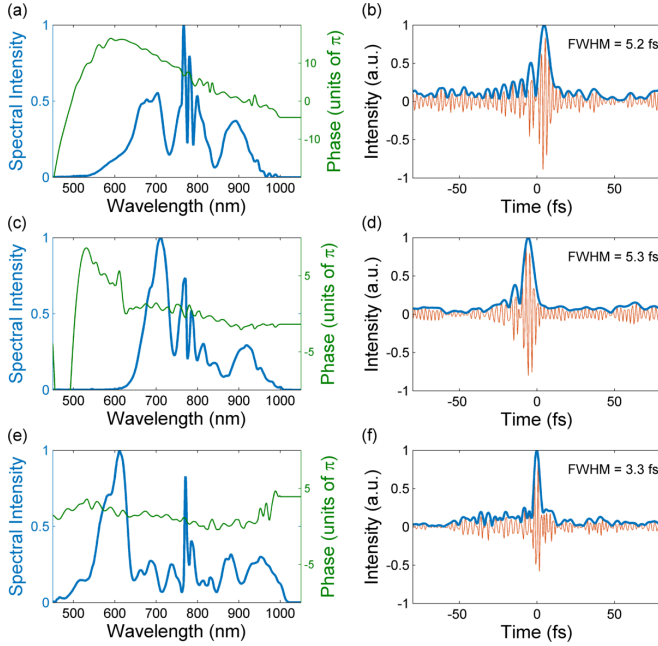 (a)
Spectral Intensity
1
0.5
0
500 600 700 800 900 1000
Wavelength (nm)
10
0
-10
Phase (units of π)
(b)
Intensity (a.u.)
1
0.5
0
-0.5
-1
FWHM = 5.2 fs
-50 0 50
Time (fs)
(c)
Spectral Intensity
1
0.5
0
500 600 700 800 900 1000
Wavelength (nm)
5
-5
Phase (units of π)
(d)
Intensity (a.u.)
1
0.5
0
-0.5
-1
FWHM = 5.3 fs
-50 0 50
Time (fs)
(e)
Spectral Intensity
1
0.5
0
500 600 700 800 900 1000
Wavelength (nm)
5
-5
Phase (units of π)
(f)
Intensity (a.u.)
1
0.5
0
-0.5
-1
FWHM = 3.3 fs
-50 0 50
Time (fs)